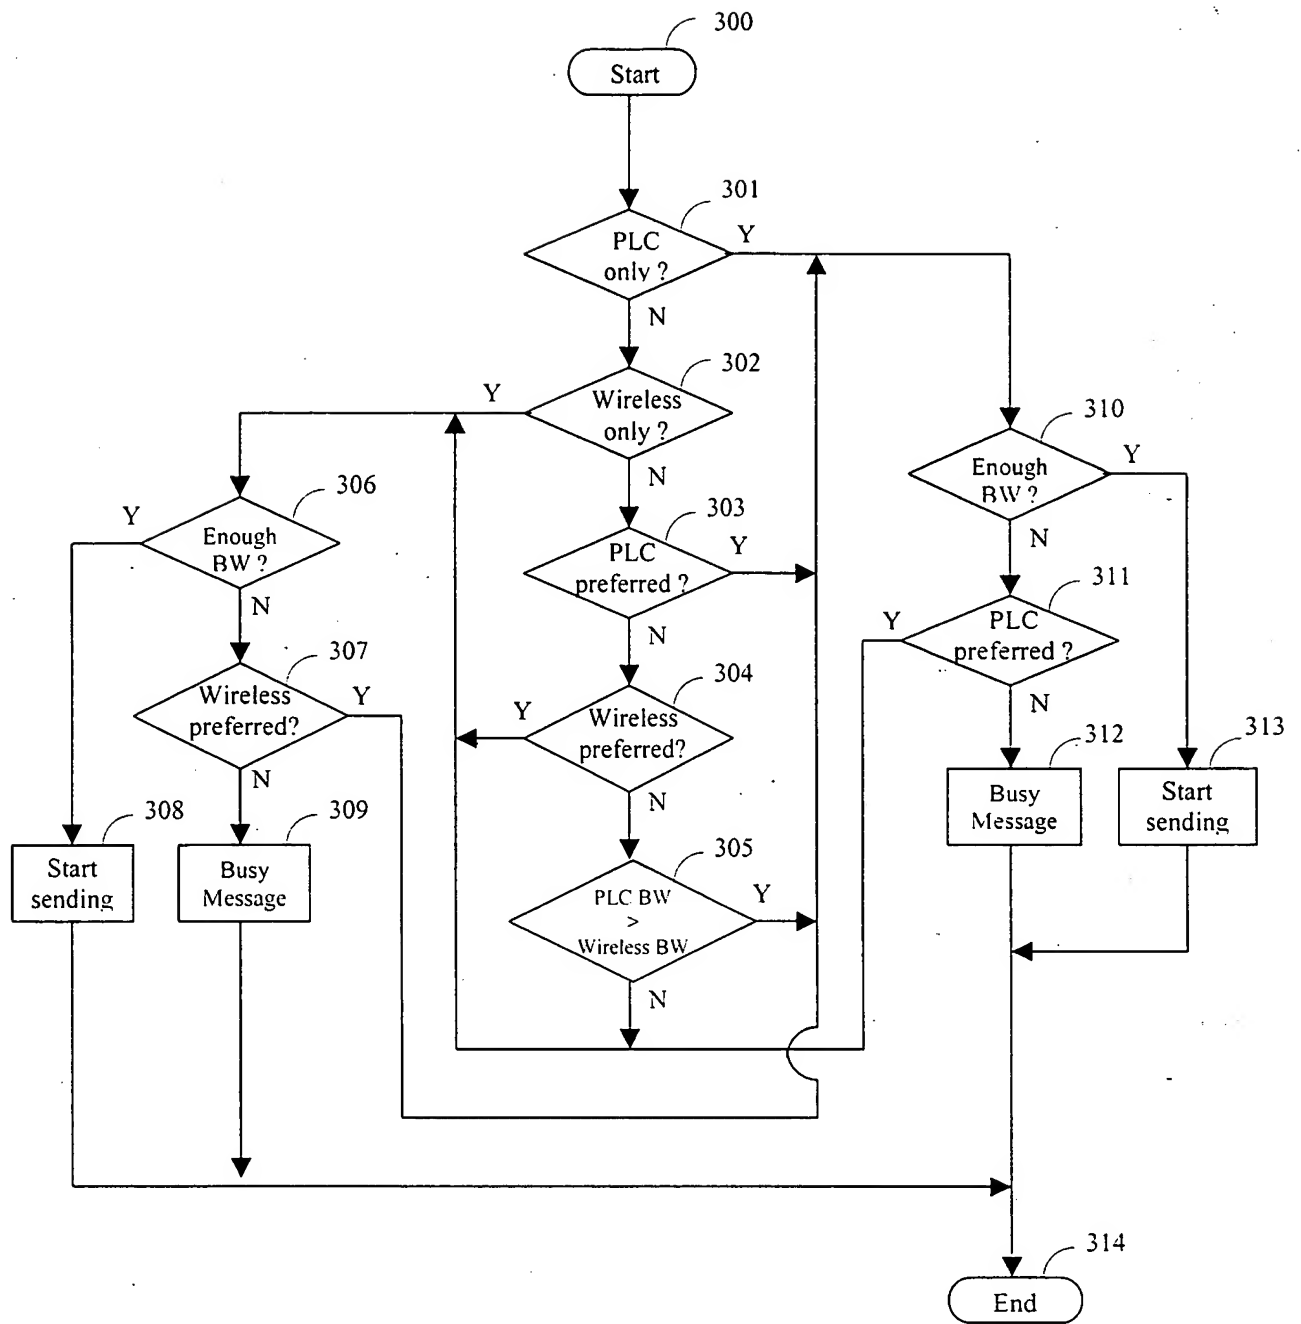 300
Start
301
PLC
only ?
Y
N
302
Wireless
only ?
Y
N
310
Enough
BW ?
Y
N
306
Enough
BW ?
Y
N
303
PLC
preferred ?
Y
N
311
PLC
preferred ?
Y
N
307
Wireless
preferred?
Y
N
304
Wireless
preferred?
Y
N
312
Busy
Message
313
Start
sending
308
Start
sending
309
Busy
Message
305
PLC BW
>
Wireless BW
Y
N
314
End